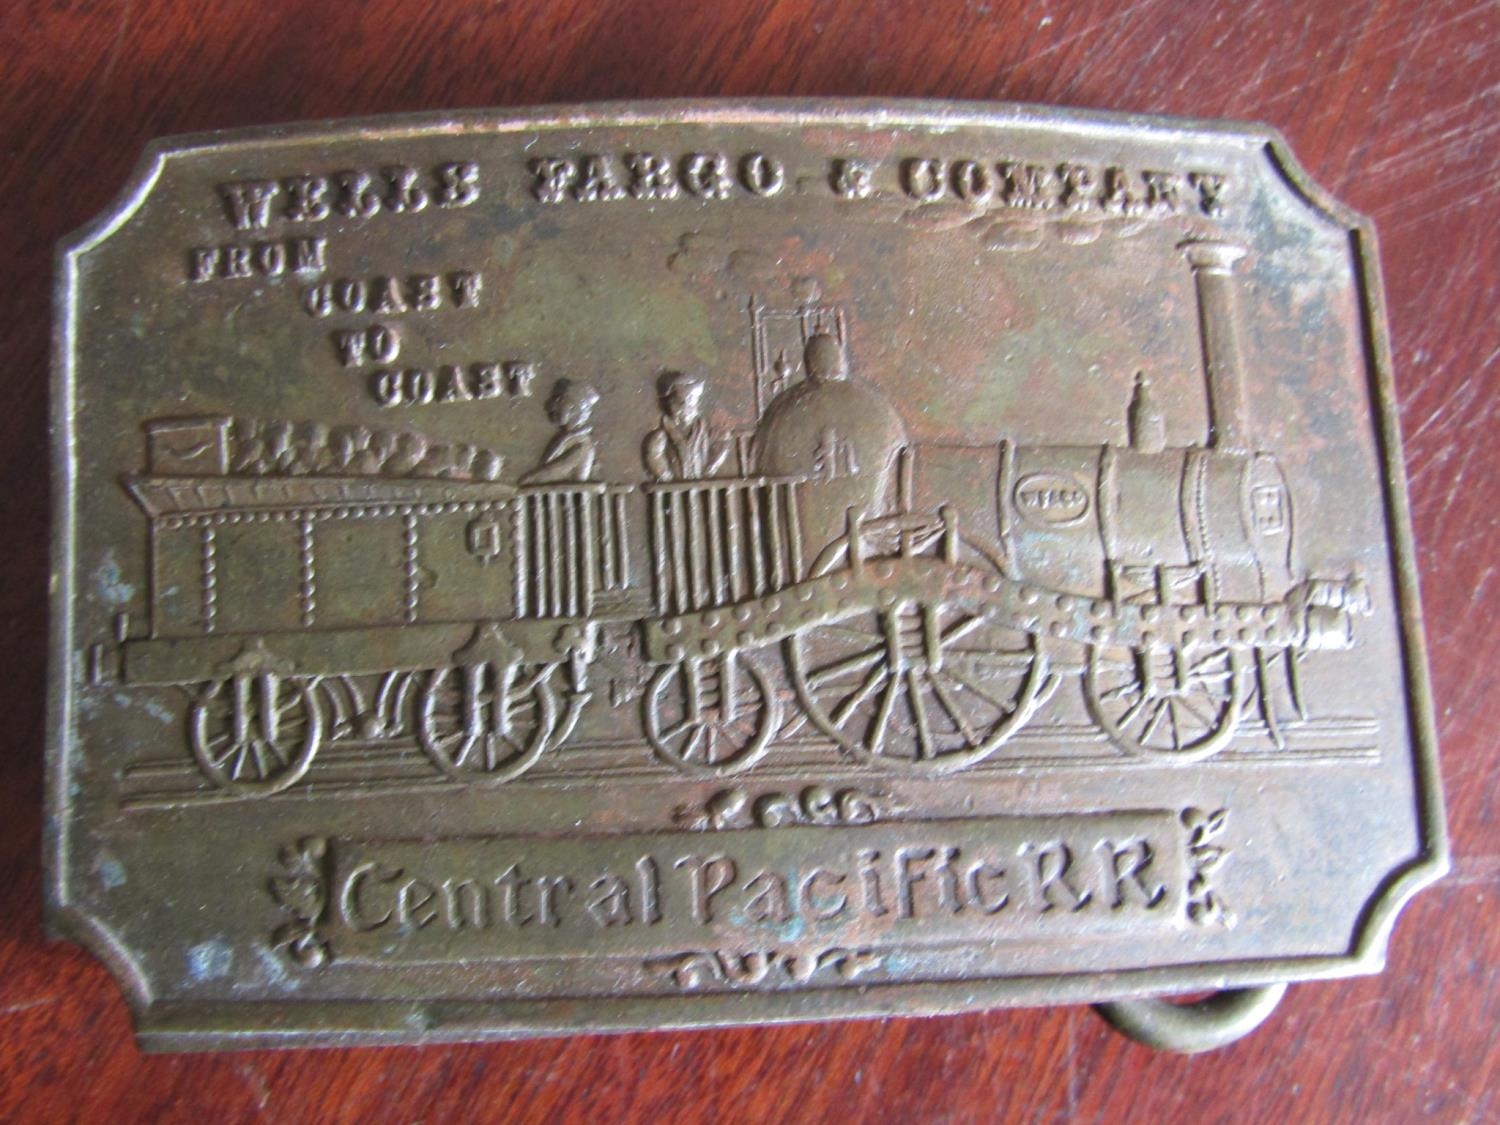 WELLS FARGO & COMPANY
FROM
COAST
TO
COAST
Central PaciFic RR